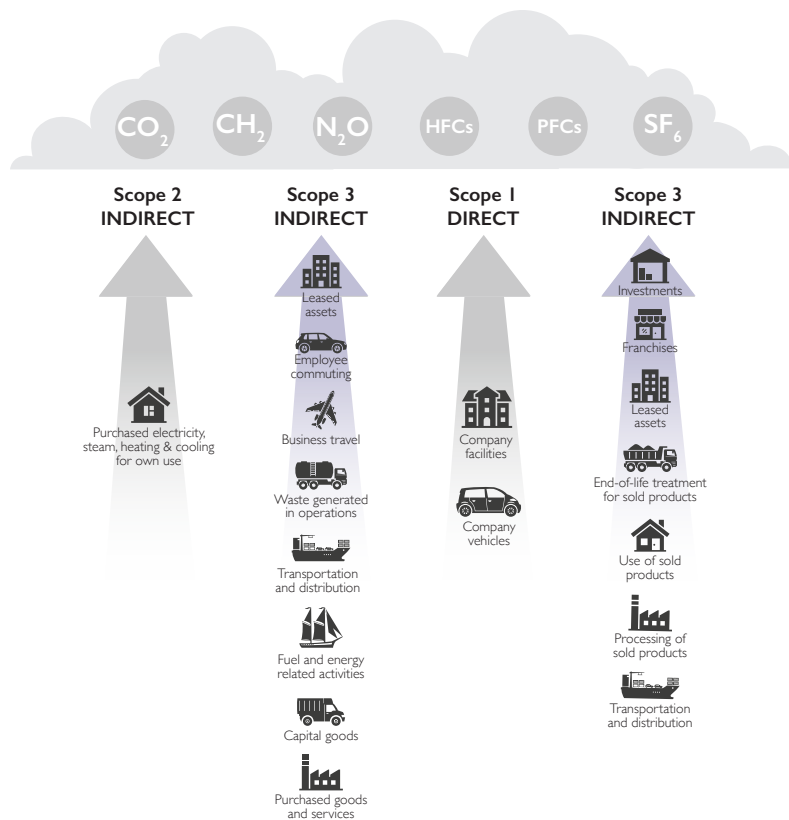 CO2
CH2
N2O
HFCs
PFCs
SF6
Scope 2
INDIRECT
Purchased electricity,
steam, heating & cooling
for own use
Scope 3
INDIRECT
Leased
assets
Employee
commuting
Business travel
Waste generated
in operations
Transportation
and distribution
Fuel and energy
related activities
Capital goods
Purchased goods
and services
Scope 1
DIRECT
Company
facilities
Company
vehicles
Scope 3
INDIRECT
Investments
Franchises
Leased
assets
End-of-life treatment
for sold products
Use of sold
products
Processing of
sold products
Transportation
and distribution